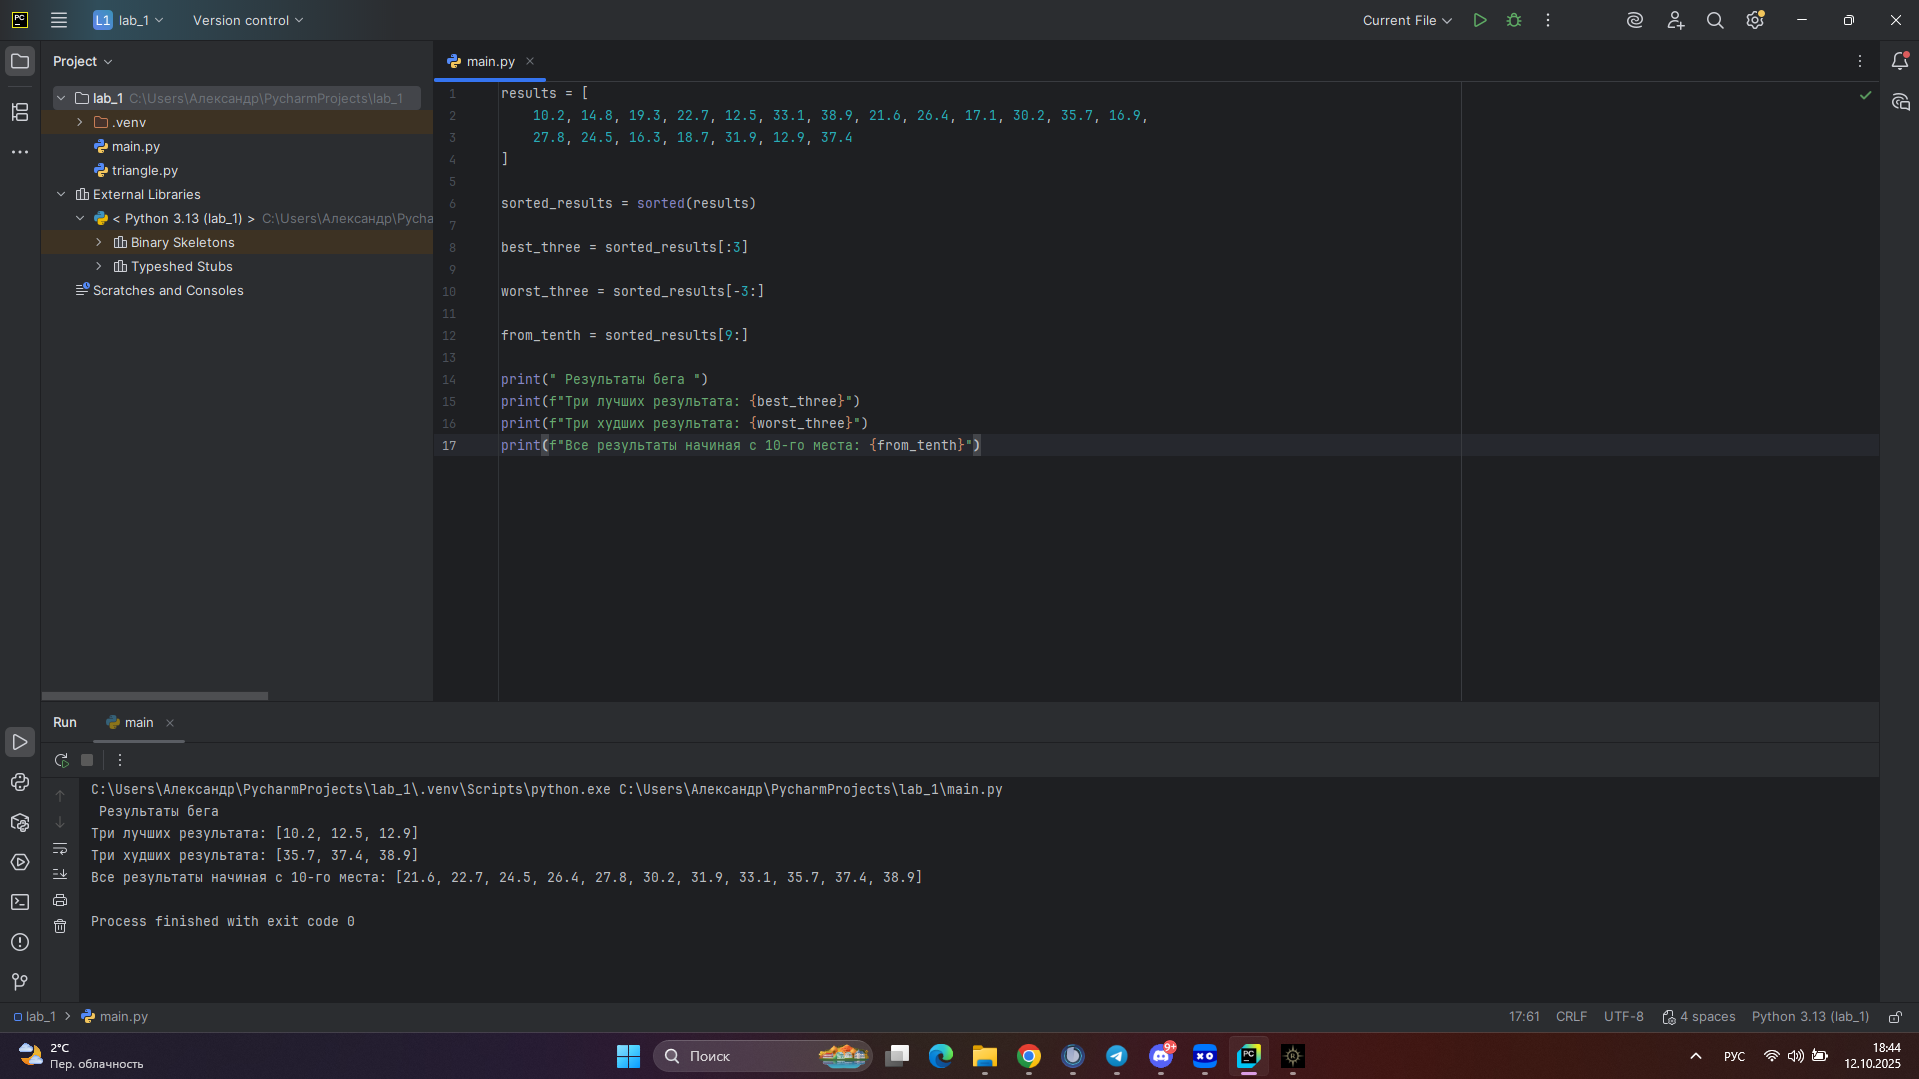 PC L1 lab_1 Version control Current File
Project
lab_1 C:\Users\Александр\PycharmProjects\lab_1
.venv
main.py
triangle.py
External Libraries
< Python 3.13 (lab_1) > C:\Users\Александр\Pycha
Binary Skeletons
Typeshed Stubs
Scratches and Consoles
main.py
1 results = [
2 10.2, 14.8, 19.3, 22.7, 12.5, 33.1, 38.9, 21.6, 26.4, 17.1, 30.2, 35.7, 16.9,
3 27.8, 24.5, 16.3, 18.7, 31.9, 12.9, 37.4
4 ]
5
6 sorted_results = sorted(results)
7
8 best_three = sorted_results[:3]
9
10 worst_three = sorted_results[-3:]
11
12 from_tenth = sorted_results[9:]
13
14 print(" Результаты бега ")
15 print(f"Три лучших результата: {best_three}")
16 print(f"Три худших результата: {worst_three}")
17 print(f"Все результаты начиная с 10-го места: {from_tenth}")
Run main
C:\Users\Александр\PycharmProjects\lab_1\.venv\Scripts\python.exe C:\Users\Александр\PycharmProjects\lab_1\main.py
Результаты бега
Три лучших результата: [10.2, 12.5, 12.9]
Три худших результата: [35.7, 37.4, 38.9]
Все результаты начиная с 10-го места: [21.6, 22.7, 24.5, 26.4, 27.8, 30.2, 31.9, 33.1, 35.7, 37.4, 38.9]
Process finished with exit code 0
lab_1 > main.py 17:61 CRLF UTF-8 4 spaces Python 3.13 (lab_1)
2°C
Пер. облачность
Поиск
9+
XO
PC
РУС
18:44
12.10.2025